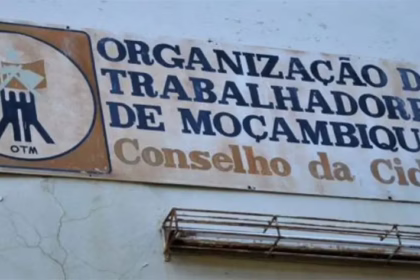 ORGANIZAÇÃO D
TRABALHADORE
DE MOÇAMBIQU
Conselho da Cid
OTM